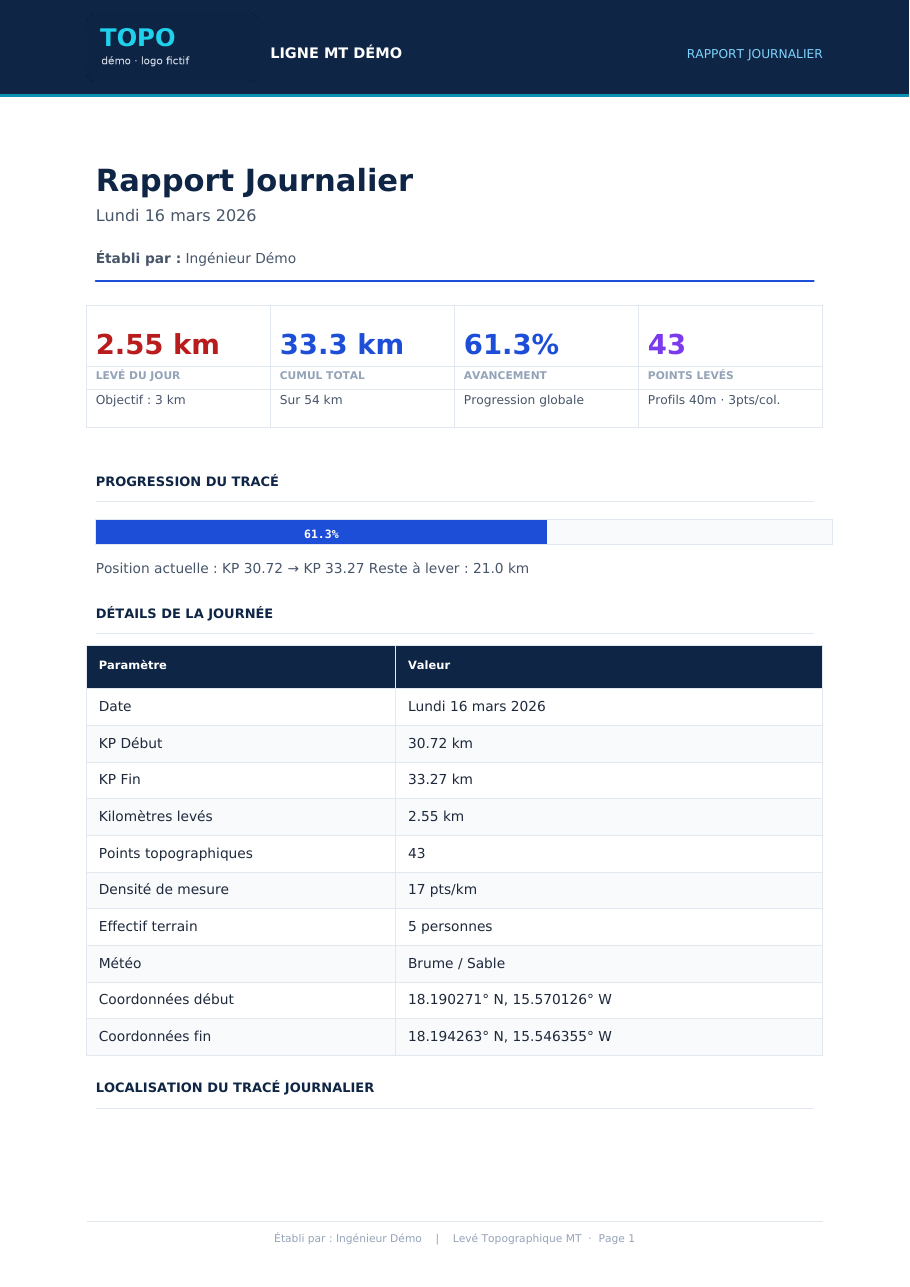 TOPO
démo · logo fictif
LIGNE MT DÉMO
RAPPORT JOURNALIER
Rapport Journalier
Lundi 16 mars 2026
Établi par : Ingénieur Démo
2.55 km
33.3 km
61.3%
43
LEVÉ DU JOUR
CUMUL TOTAL
AVANCEMENT
POINTS LEVÉS
Objectif : 3 km
Sur 54 km
Progression globale
Profils 40m · 3pts/col.
PROGRESSION DU TRACÉ
61.3%
Position actuelle : KP 30.72 → KP 33.27 Reste à lever : 21.0 km
DÉTAILS DE LA JOURNÉE
Paramètre Valeur
Date Lundi 16 mars 2026
KP Début 30.72 km
KP Fin 33.27 km
Kilomètres levés 2.55 km
Points topographiques 43
Densité de mesure 17 pts/km
Effectif terrain 5 personnes
Météo Brume / Sable
Coordonnées début 18.190271° N, 15.570126° W
Coordonnées fin 18.194263° N, 15.546355° W
LOCALISATION DU TRACÉ JOURNALIER
Établi par : Ingénieur Démo | Levé Topographique MT · Page 1